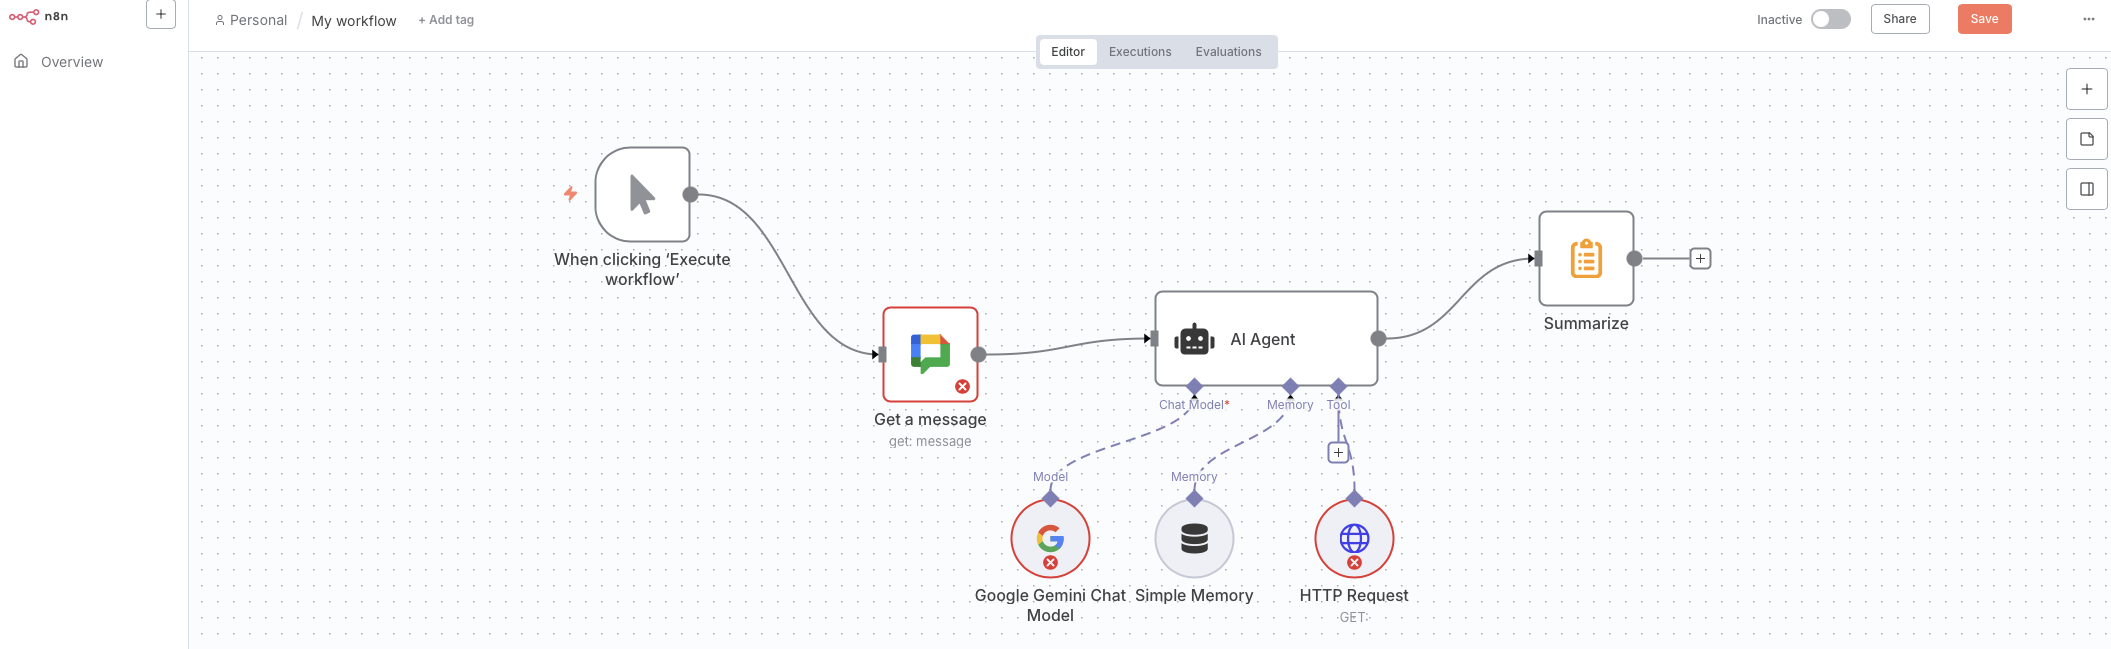 n8n
Personal / My workflow + Add tag
Inactive
Share
Save
Overview
Editor Executions Evaluations
When clicking ‘Execute
workflow’
Get a message
get: message
AI Agent
Chat Model*
Memory
Tool
Summarize
Model
Memory
Google Gemini Chat
Model
Simple Memory
HTTP Request
GET: